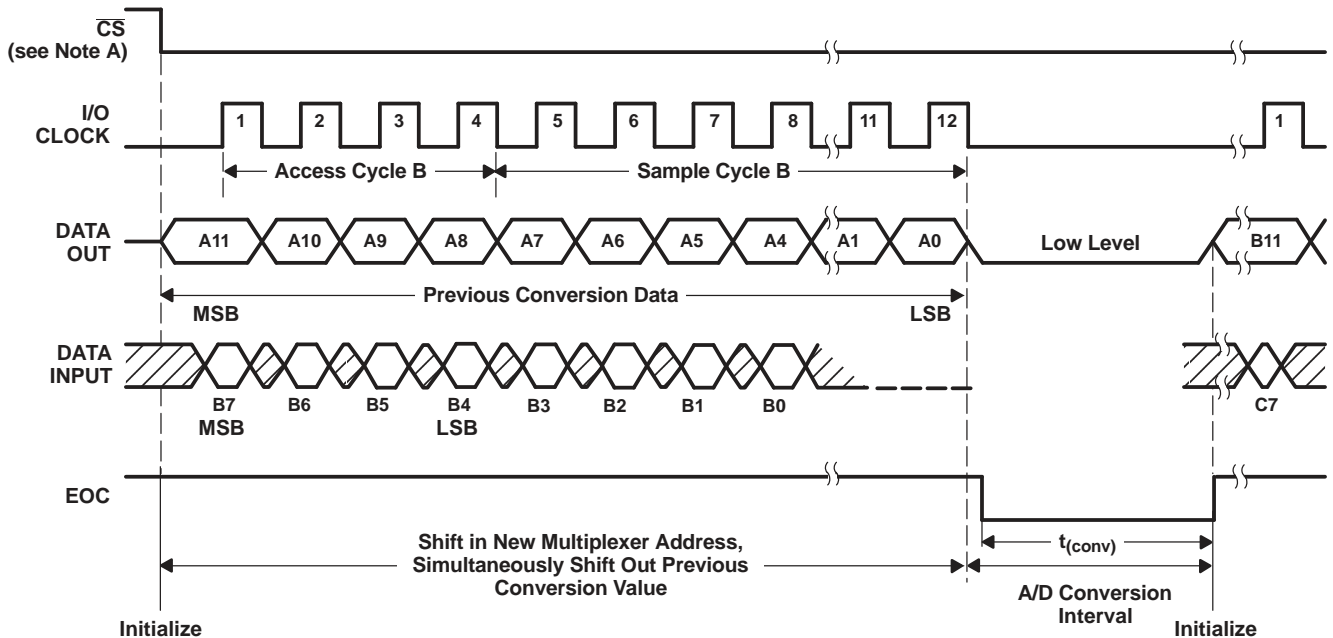 CS
(see Note A)
I/O
CLOCK
1 2 3 4 5 6 7 8 11 12 1
Access Cycle B Sample Cycle B
DATA
OUT
A11 A10 A9 A8 A7 A6 A5 A4 A1 A0 Low Level B11
Previous Conversion Data
MSB LSB
DATA
INPUT
B7 B6 B5 B4 B3 B2 B1 B0 C7
MSB LSB
EOC
t(conv)
Shift in New Multiplexer Address,
Simultaneously Shift Out Previous
Conversion Value
A/D Conversion
Interval
Initialize Initialize